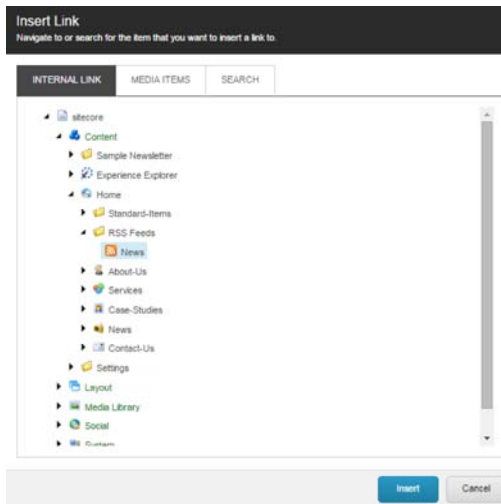 Insert Link
Navigate to or search for the item that you want to insert a link to.
INTERNAL LINK MEDIA ITEMS SEARCH
sitecore
Content
Sample Newsletter
Experience Explorer
Home
Standard-Items
RSS Feeds
News
About-Us
Services
Case-Studies
News
Contact-Us
Settings
Layout
Media Library
Social
System
Insert Cancel